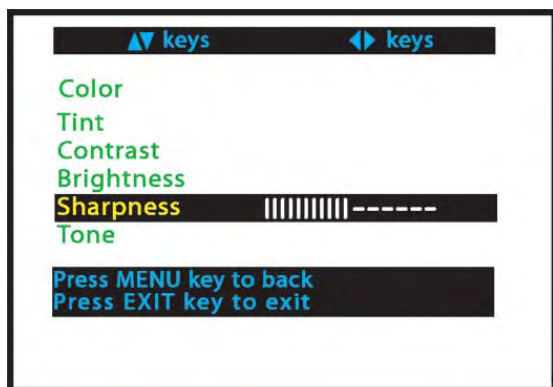 ▲▼ keys ◀▶ keys
Color
Tint
Contrast
Brightness
Sharpness
Tone
Press MENU key to back
Press EXIT key to exit